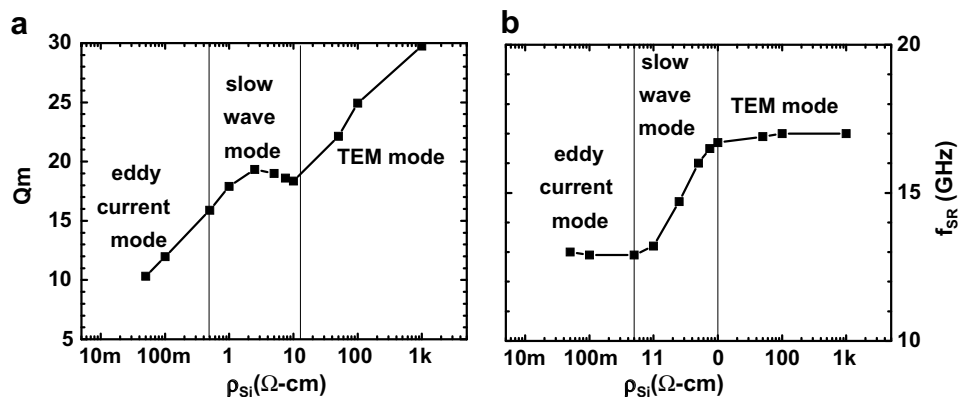 a
30
25
20
15
10
5
Qm
eddy
current
mode
slow
wave
mode
TEM mode
10m 100m 1 10 100 1k
ρSi(Ω-cm)
b
20
15
10
fSR (GHz)
eddy
current
mode
slow
wave
mode
TEM mode
10m 100m 11 0 100 1k
ρSi(Ω-cm)